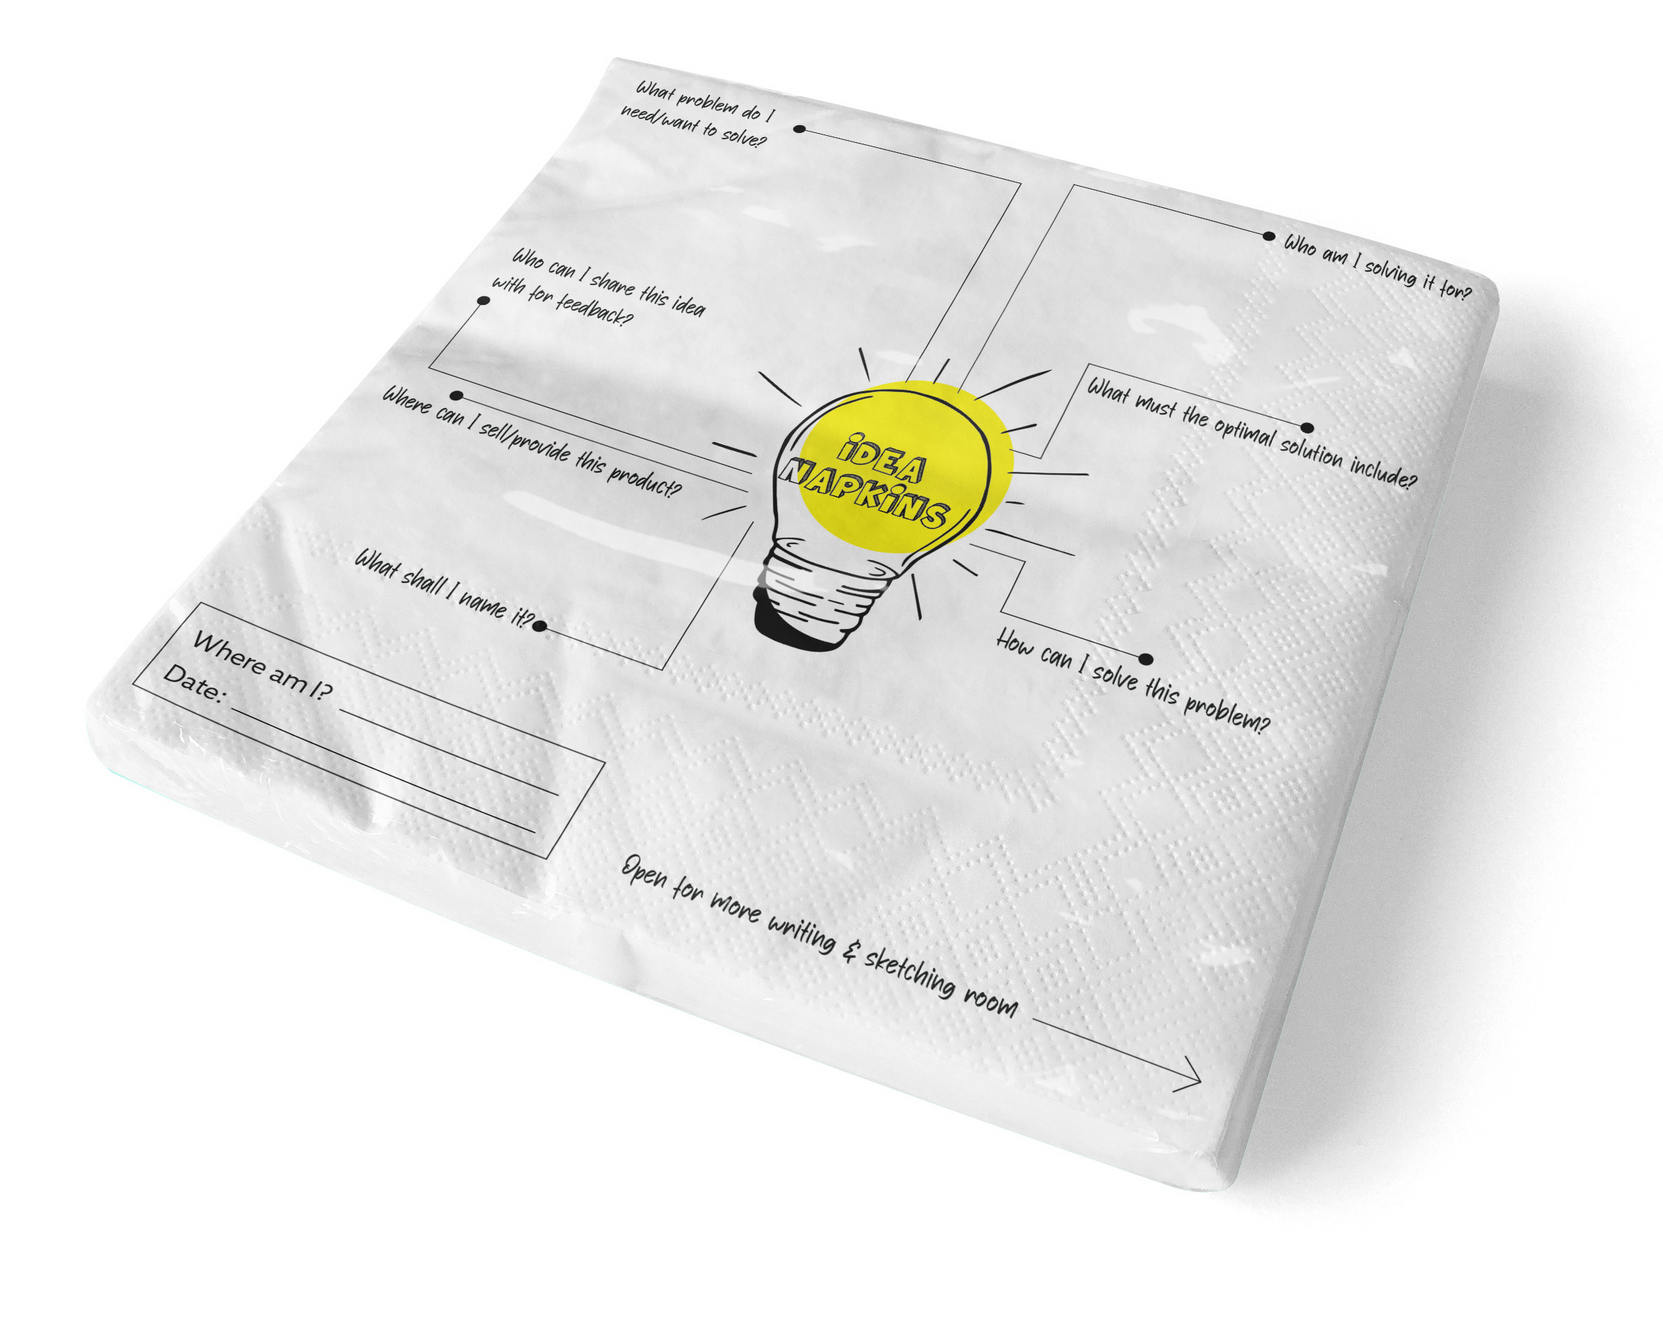 What problem do I
need/want to solve?
Who am I solving it for?
Who can I share this idea
with for feedback?
What must the optimal solution include?
Where can I sell/provide this product?
IDEA
NAPKINS
What shall I name it?
How can I solve this problem?
Where am I?
Date:
Open for more writing & sketching room